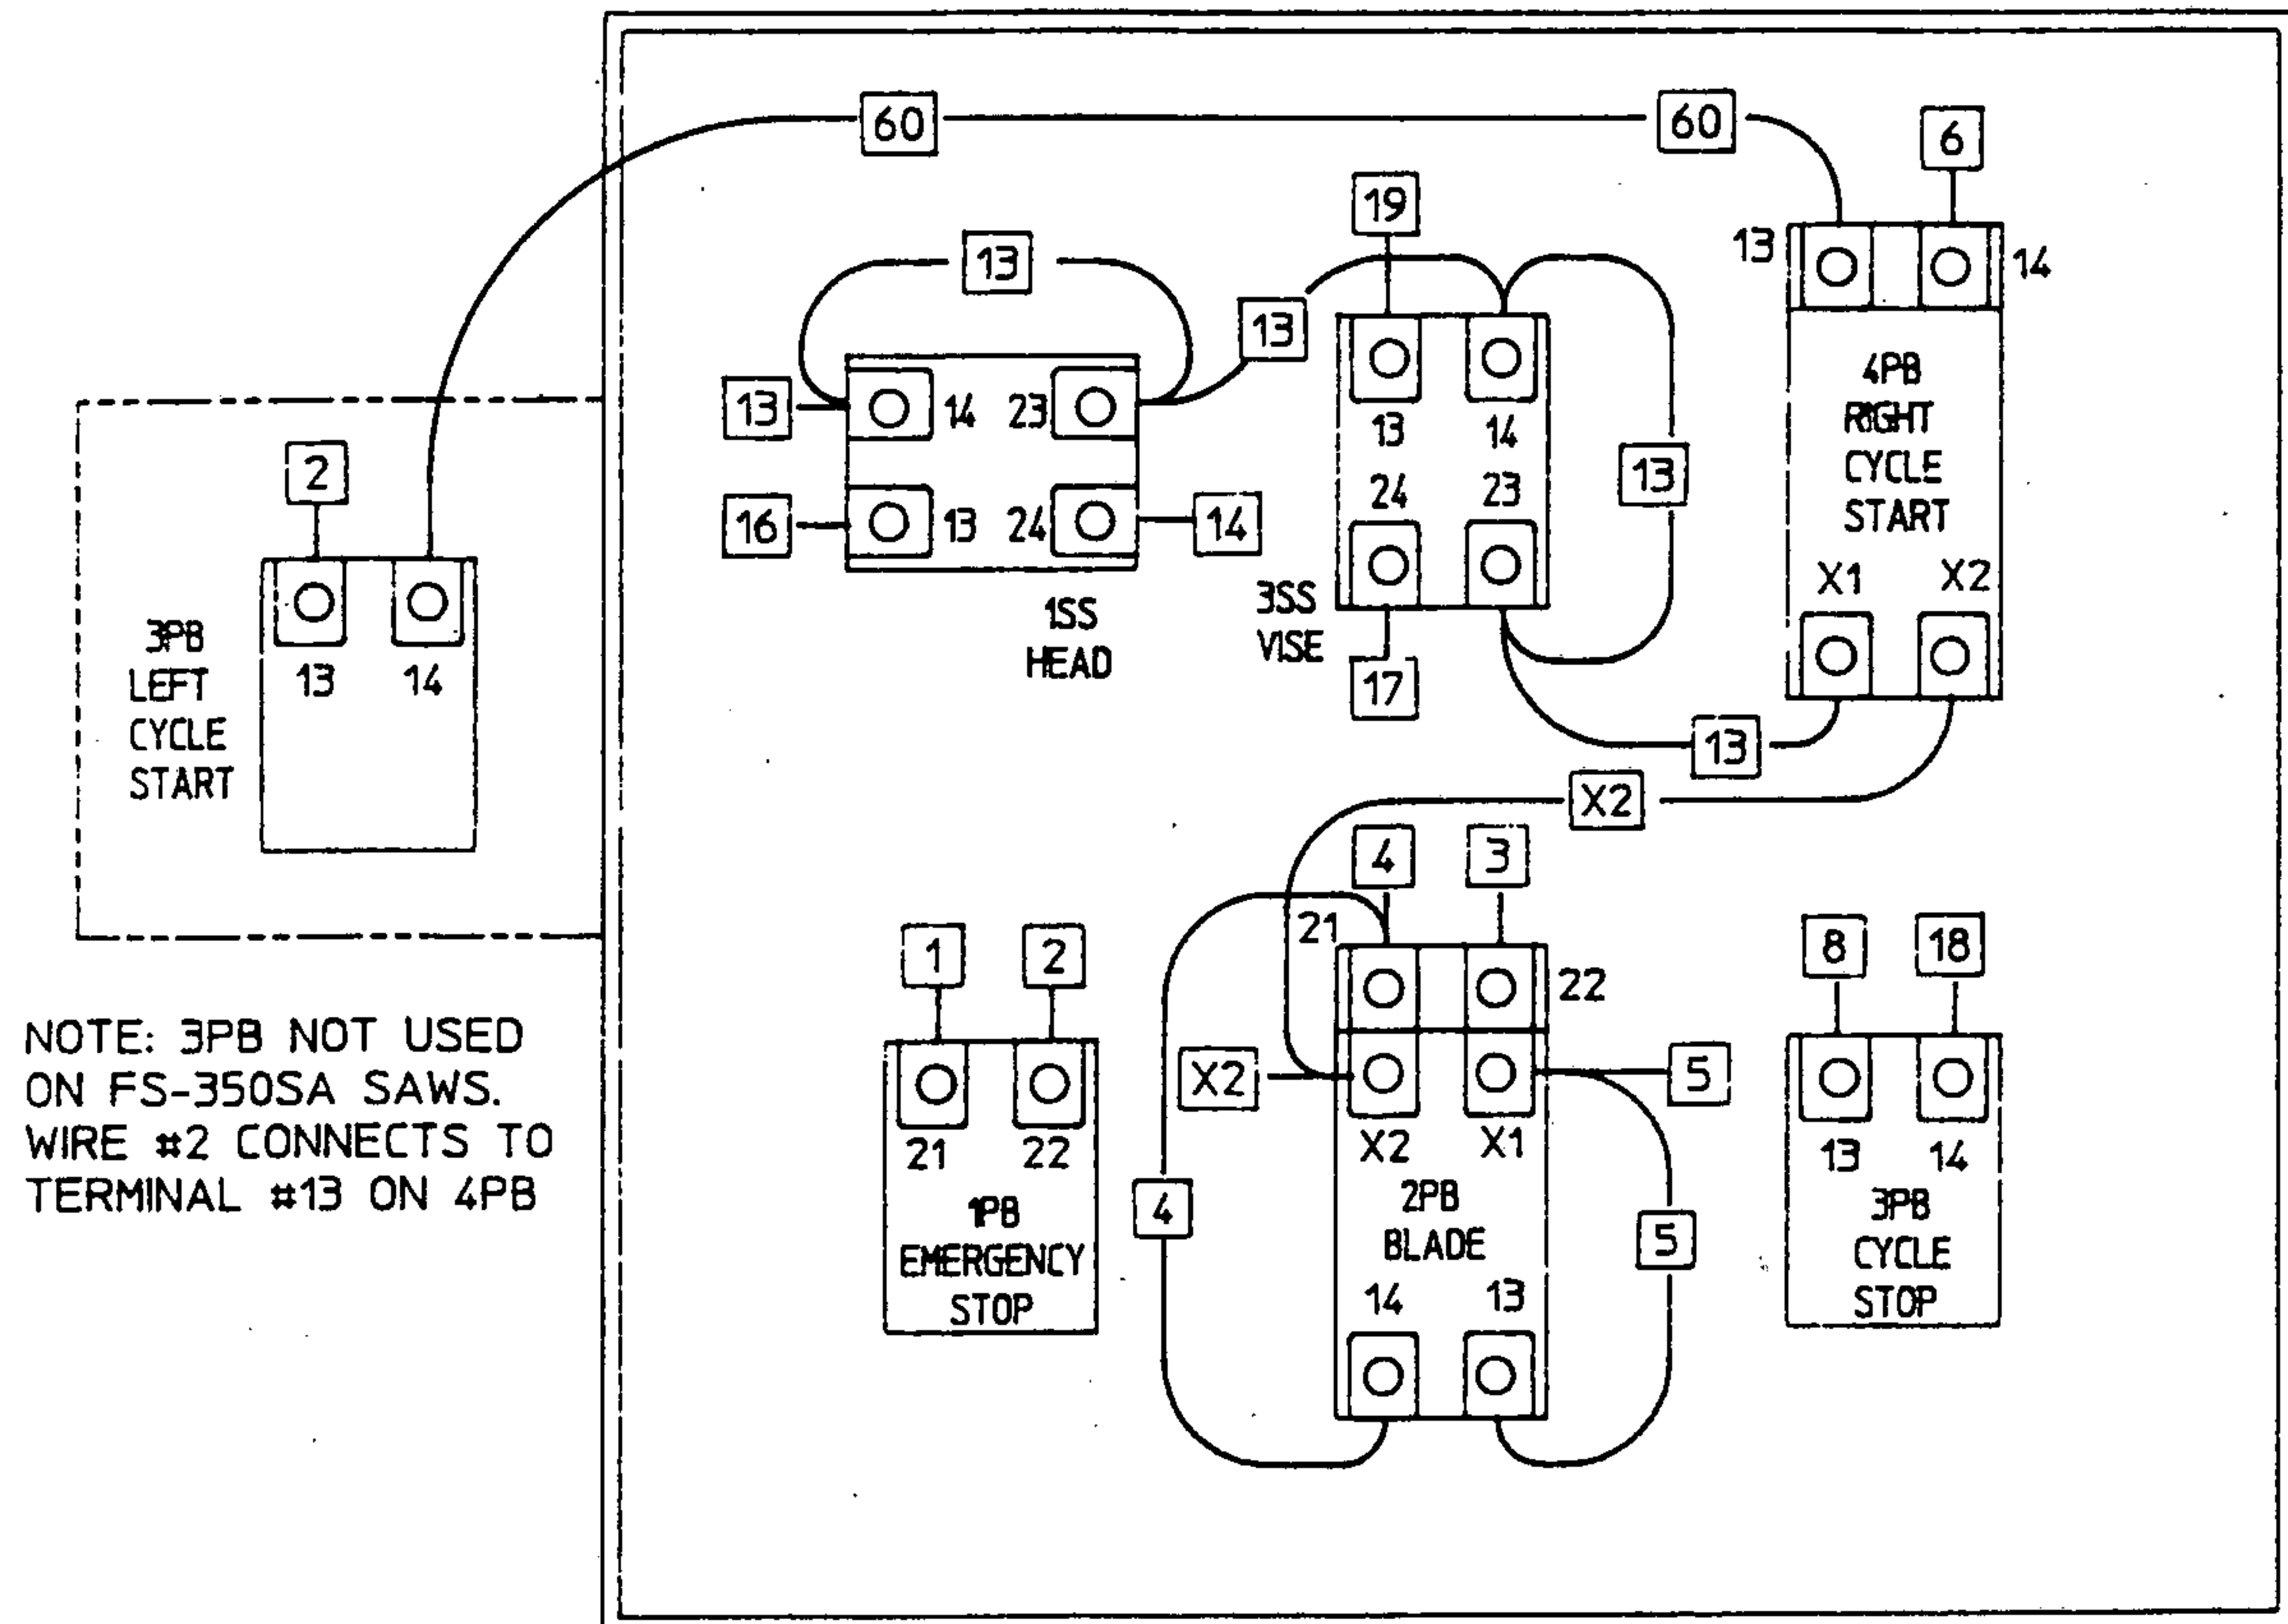 60
60
6
19
13
14
13
13
13
14
23
13
14
13
16
13
24
14
24
23
13
4PB
RIGHT
CYCLE
START
X1
X2
2
13
14
3PB
LEFT
CYCLE
START
1SS
HEAD
3SS
VISE
17
13
X2
4
3
21
22
1
2
8
18
X2
5
21
22
X2
X1
13
14
4
5
1PB
EMERGENCY
STOP
2PB
BLADE
14
13
3PB
CYCLE
STOP
NOTE: 3PB NOT USED
ON FS-350SA SAWS.
WIRE #2 CONNECTS TO
TERMINAL #13 ON 4PB